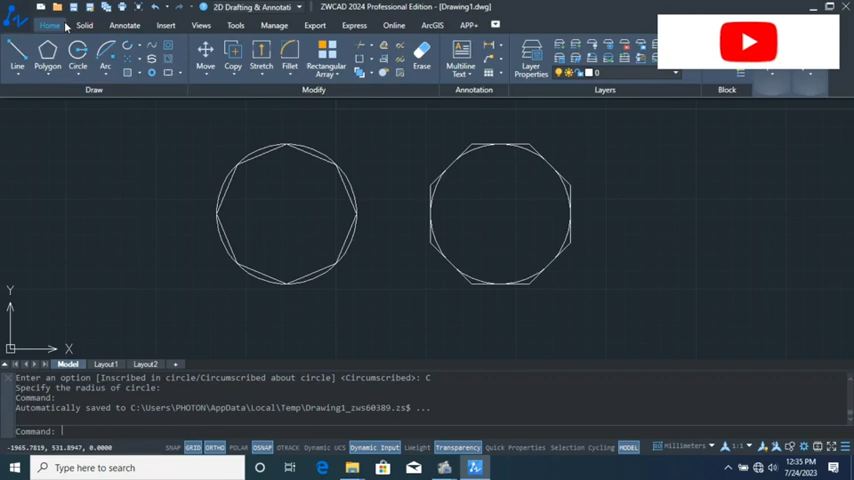 2D Drafting & Annotati
ZWCAD 2024 Professional Edition - [Drawing1.dwg]
Home Solid Annotate Insert Views Tools Manage Export Express Online ArcGIS APP+
Line Polygon Circle Arc Move Copy Stretch Fillet Rectangular Array Erase Multiline Text Layer Properties 0
Draw Modify Annotation Layers Block
Y
X
Model Layout1 Layout2 +
Enter an option [Inscribed in circle/Circumscribed about circle] <Circumscribed>: C
Specify the radius of circle:
Command:
Automatically saved to C:\Users\PHOTON\AppData\Local\Temp\Drawing1_zws60389.zs$ ...
Command:
-1965.7819, 531.8947, 0.0000 SNAP GRID ORTHO POLAR OSNAP OTRACK Dynamic UCS Lweight Dynamic Input Transparency Quick Properties Selection Cycling MODEL Millimeters 1:1
Type here to search
12:35 PM
7/24/2023